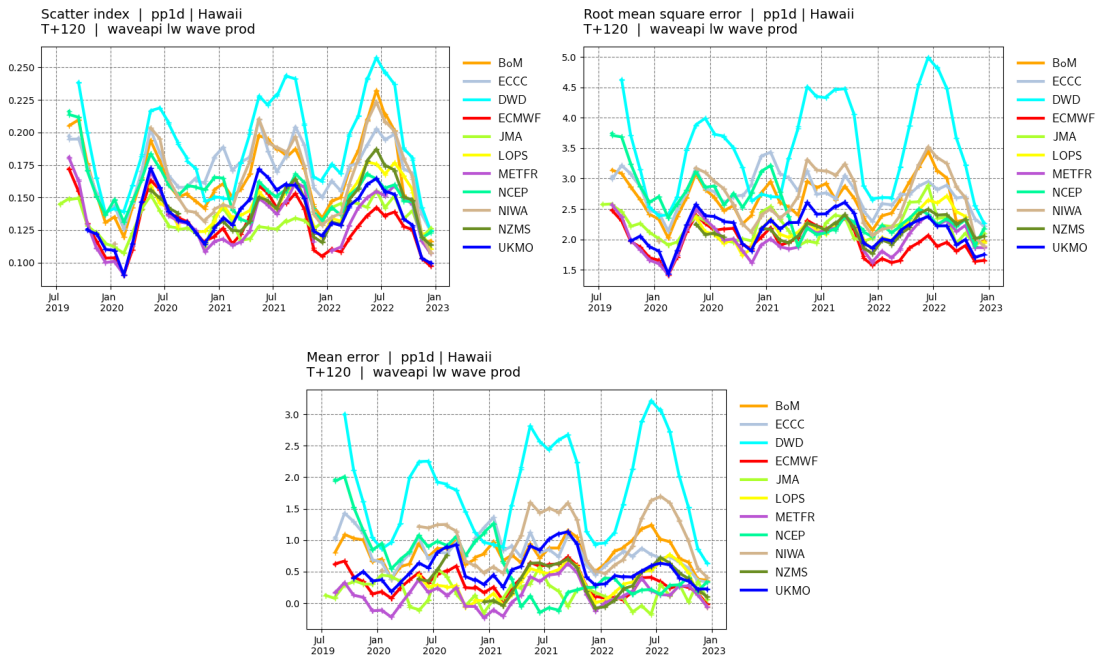 Scatter index | pp1d | Hawaii
T+120 | waveapi lw wave prod
0.250
0.225
0.200
0.175
0.150
0.125
0.100
Jul Jan Jul Jan Jul Jan Jul Jan
2019 2020 2020 2021 2021 2022 2022 2023
BoM
ECCC
DWD
ECMWF
JMA
LOPS
METFR
NCEP
NIWA
NZMS
UKMO
Root mean square error | pp1d | Hawaii
T+120 | waveapi lw wave prod
5.0
4.5
4.0
3.5
3.0
2.5
2.0
1.5
Jul Jan Jul Jan Jul Jan Jul Jan
2019 2020 2020 2021 2021 2022 2022 2023
BoM
ECCC
DWD
ECMWF
JMA
LOPS
METFR
NCEP
NIWA
NZMS
UKMO
Mean error | pp1d | Hawaii
T+120 | waveapi lw wave prod
3.0
2.5
2.0
1.5
1.0
0.5
0.0
Jul Jan Jul Jan Jul Jan Jul Jan
2019 2020 2020 2021 2021 2022 2022 2023
BoM
ECCC
DWD
ECMWF
JMA
LOPS
METFR
NCEP
NIWA
NZMS
UKMO